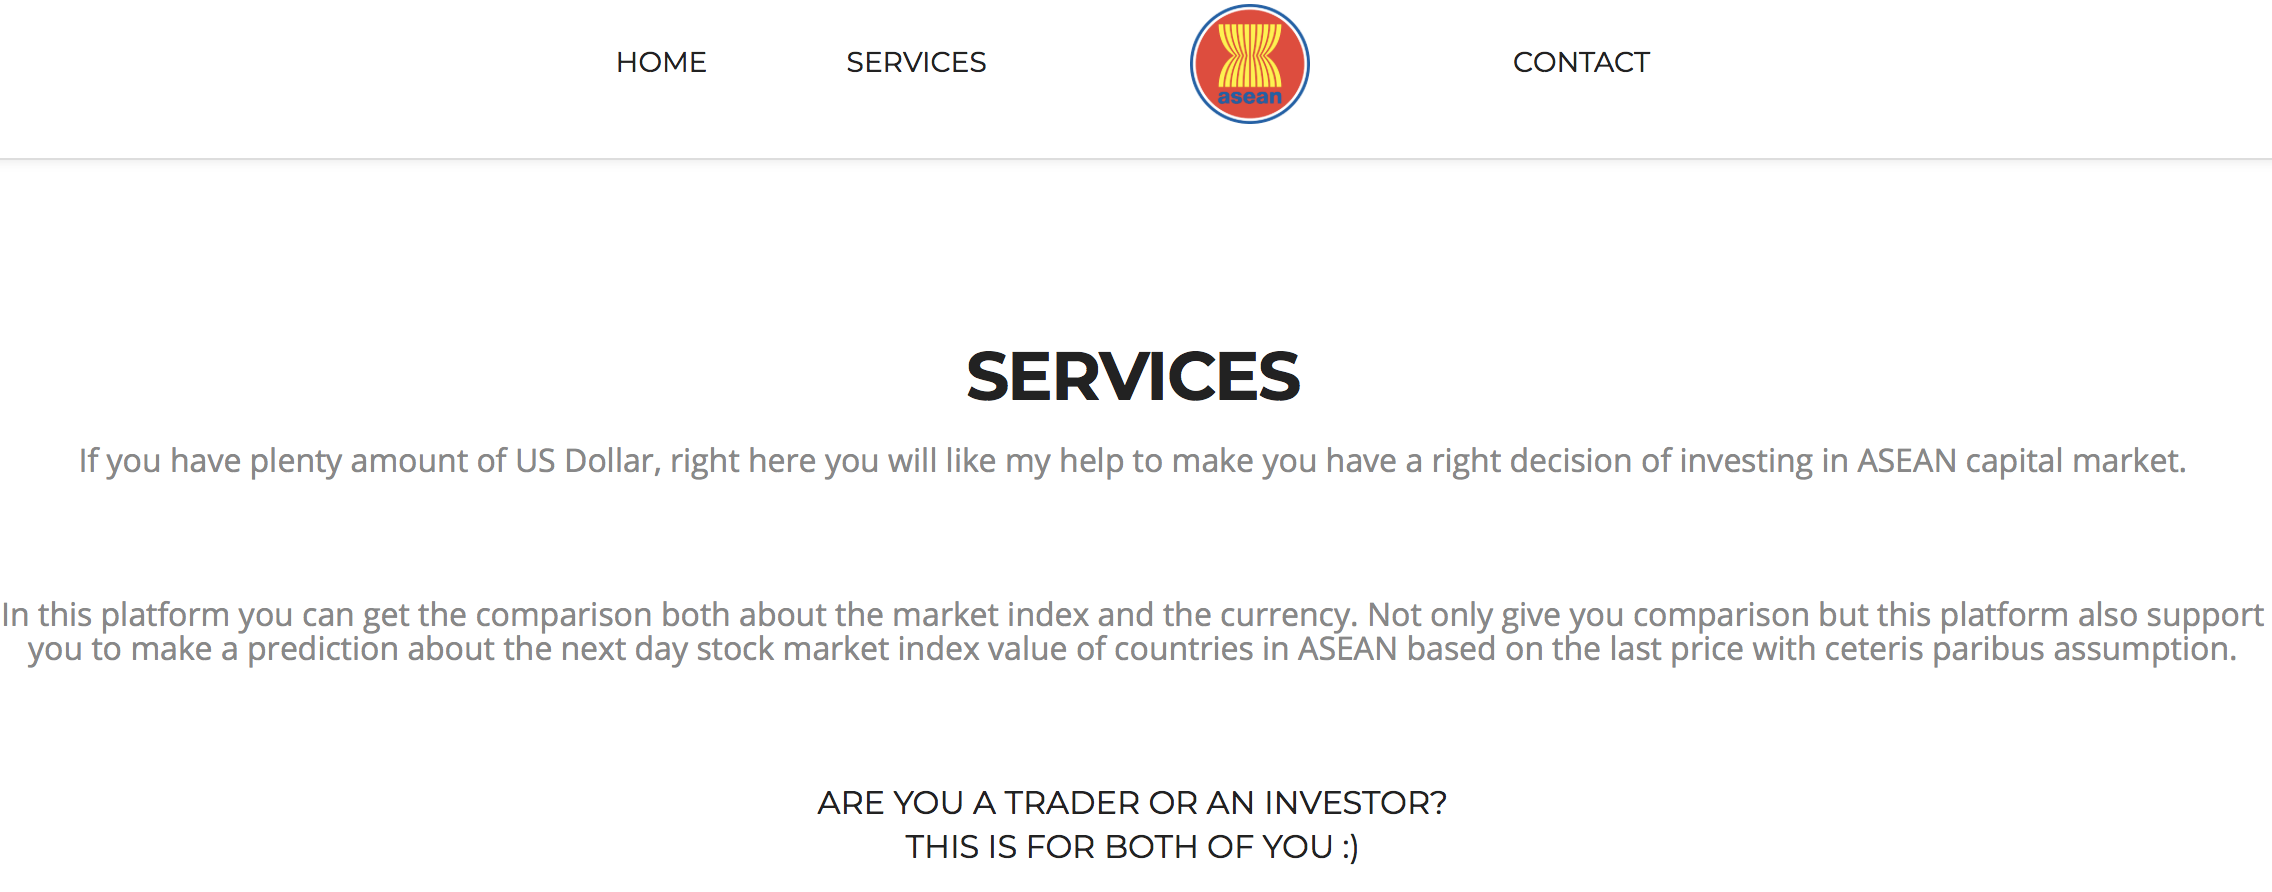 HOME SERVICES asean CONTACT
SERVICES
If you have plenty amount of US Dollar, right here you will like my help to make you have a right decision of investing in ASEAN capital market.
In this platform you can get the comparison both about the market index and the currency. Not only give you comparison but this platform also support
you to make a prediction about the next day stock market index value of countries in ASEAN based on the last price with ceteris paribus assumption.
ARE YOU A TRADER OR AN INVESTOR?
THIS IS FOR BOTH OF YOU :)